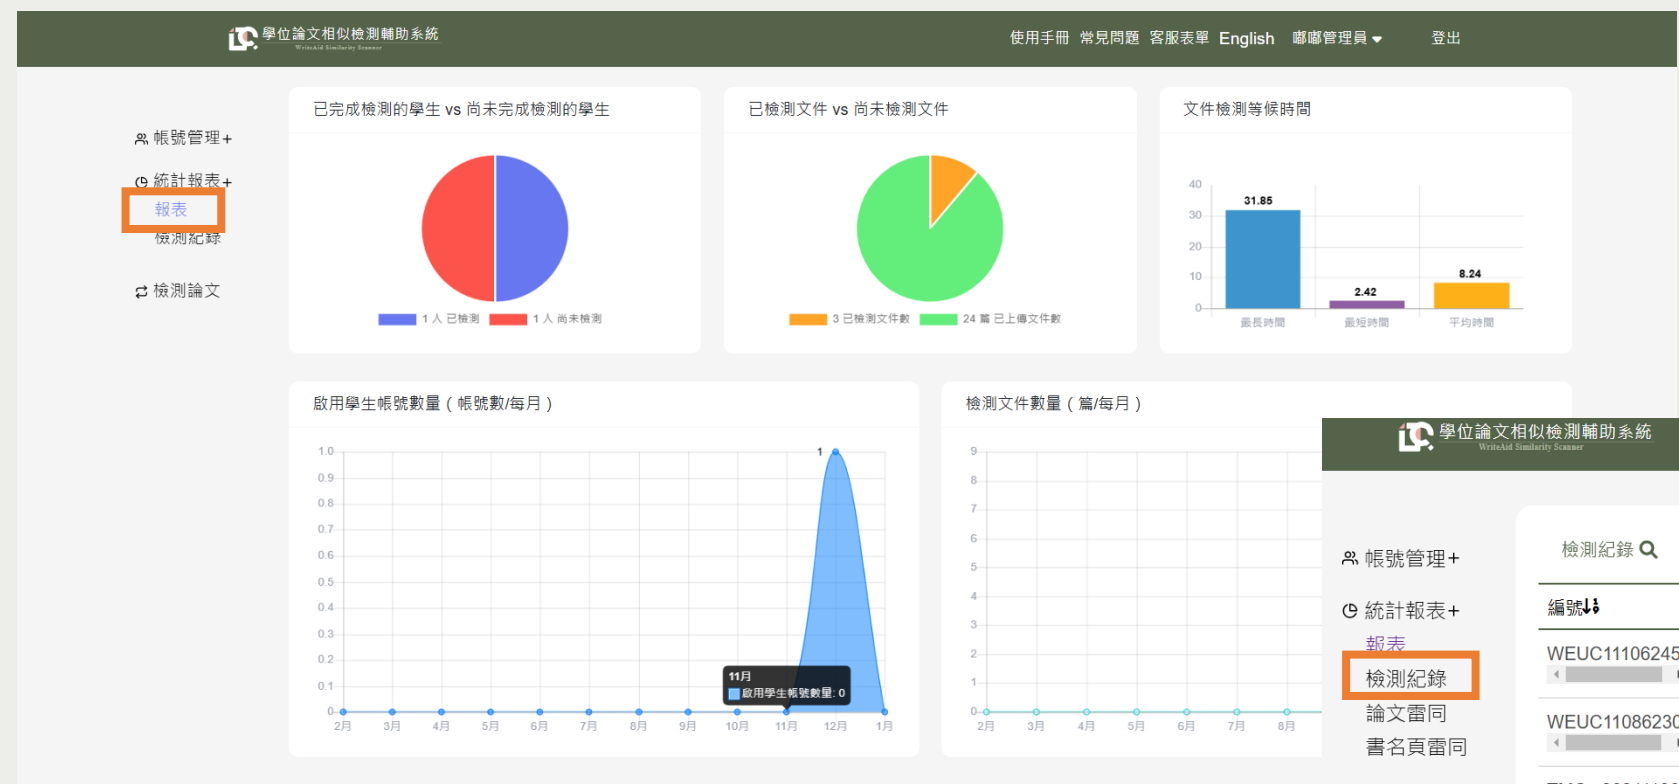 學位論文相似檢測輔助系統
WriteAid Similarity Scanner
使用手冊 常見問題 客服表單 English 嘟嘟管理員 登出
帳號管理+
統計報表+
報表
檢測紀錄
檢測論文
已完成檢測的學生 vs 尚未完成檢測的學生
1 人 已檢測 1 人 尚未檢測
已檢測文件 vs 尚未檢測文件
3 已檢測文件數 24 篇 已上傳文件數
文件檢測等候時間
40
30
20
10
0
31.85
2.42
8.24
最長時間 最短時間 平均時間
啟用學生帳號數量 ( 帳號數/每月 )
1.0
0.9
0.8
0.7
0.6
0.5
0.4
0.3
0.2
0.1
0
1
11月
啟用學生帳號數量: 0
2月 3月 4月 5月 6月 7月 8月 9月 10月 11月 12月 1月
檢測文件數量 ( 篇/每月 )
9
8
7
6
5
4
3
2
1
0
2月 3月 4月 5月 6月 7月 8月
學位論文相似檢測輔助系統
WriteAid Similarity Scanner
帳號管理+
統計報表+
報表
檢測紀錄
論文雷同
書名頁雷同
檢測紀錄
編號
WEUC11106245
WEUC11086230